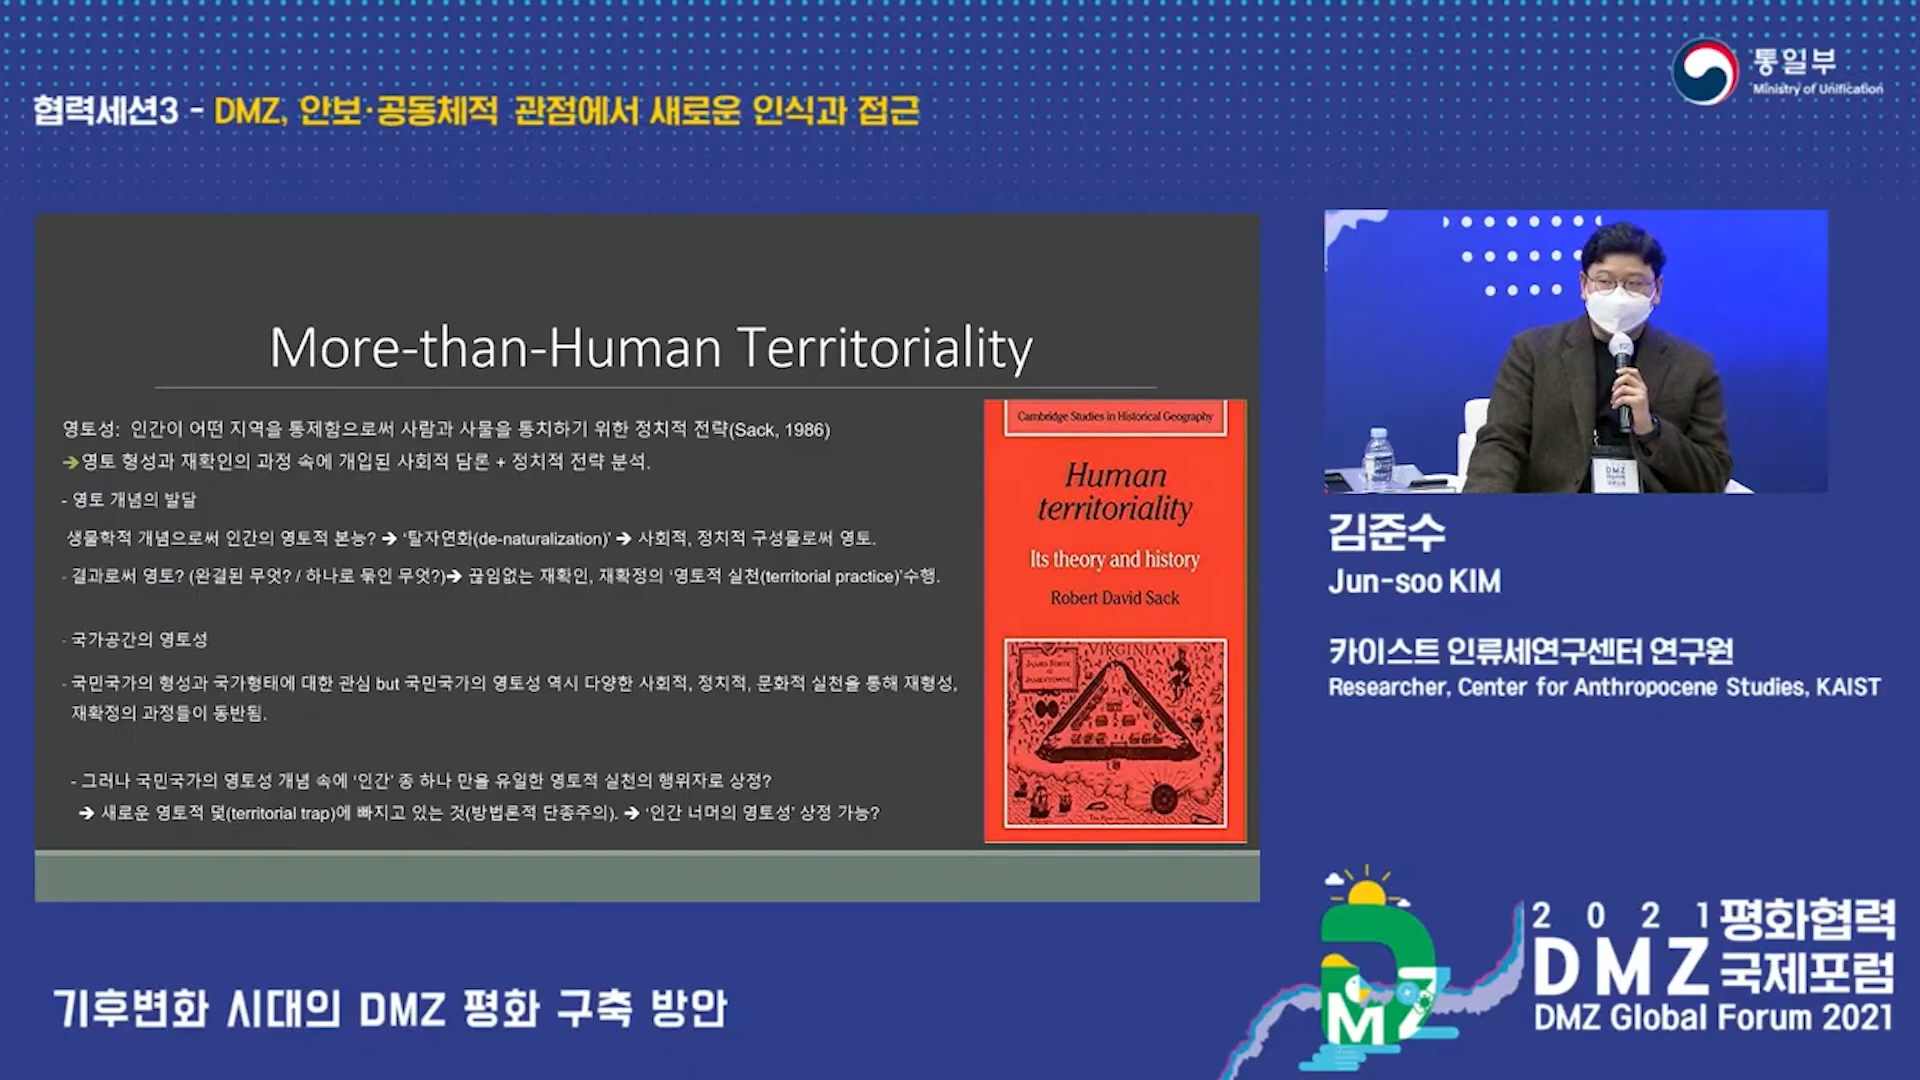 통일부
Ministry of Unification
협력세션3 - DMZ, 안보·공동체적 관점에서 새로운 인식과 접근
More-than-Human Territoriality
영토성: 인간이 어떤 지역을 통제함으로써 사람과 사물을 통치하기 위한 정치적 전략(Sack, 1986)
➔영토 형성과 재확인의 과정 속에 개입된 사회적 담론 + 정치적 전략 분석.
- 영토 개념의 발달
생물학적 개념으로써 인간의 영토적 본능? ➔ ‘탈자연화(de-naturalization)’ ➔ 사회적, 정치적 구성물로써 영토.
- 결과로써 영토? (완결된 무엇? / 하나로 묶인 무엇?)➔ 끊임없는 재확인, 재확정의 ‘영토적 실천(territorial practice)’수행.
- 국가공간의 영토성
- 국민국가의 형성과 국가형태에 대한 관심 but 국민국가의 영토성 역시 다양한 사회적, 정치적, 문화적 실천을 통해 재형성,
재확정의 과정들이 동반됨.
- 그러나 국민국가의 영토성 개념 속에 ‘인간’ 종 하나 만을 유일한 영토적 실천의 행위자로 상정?
➔ 새로운 영토적 덫(territorial trap)에 빠지고 있는 것(방법론적 단종주의). ➔ ‘인간 너머의 영토성’ 상정 가능?
Cambridge Studies in Historical Geography
Human
territoriality
Its theory and history
Robert David Sack
VIRGINIA
JAMES FORTE
DMZ
김준수
Jun-soo KIM
카이스트 인류세연구센터 연구원
Researcher, Center for Anthropocene Studies, KAIST
기후변화 시대의 DMZ 평화 구축 방안
DMZ
2021 평화협력
DMZ 국제포럼
DMZ Global Forum 2021